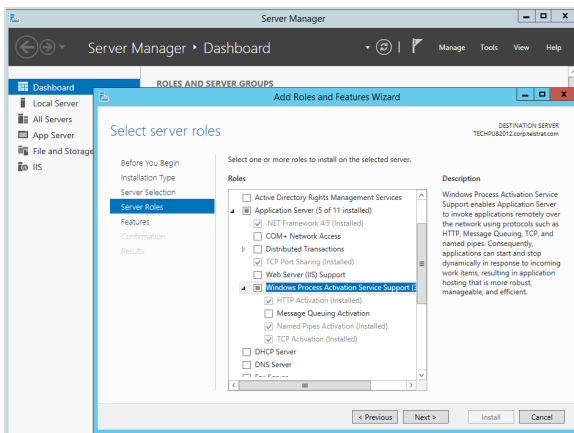 Server Manager
Server Manager • Dashboard
Manage Tools View Help
Dashboard
Local Server
All Servers
App Server
File and Storage
IIS
ROLES AND SERVER GROUPS
Add Roles and Features Wizard
Select server roles
DESTINATION SERVER
TECHPUB2012.corp.telstrat.com
Before You Begin
Installation Type
Server Selection
Server Roles
Features
Confirmation
Results
Select one or more roles to install on the selected server.
Roles
Active Directory Rights Management Services
Application Server (5 of 11 installed)
.NET Framework 4.5 (Installed)
COM+ Network Access
Distributed Transactions
TCP Port Sharing (Installed)
Web Server (IIS) Support
Windows Process Activation Service Support (3
HTTP Activation (Installed)
Message Queuing Activation
Named Pipes Activation (Installed)
TCP Activation (Installed)
DHCP Server
DNS Server
Description
Windows Process Activation Service
Support enables Application Server
to invoke applications remotely over
the network using protocols such as
HTTP, Message Queuing, TCP, and
named pipes. Consequently,
applications can start and stop
dynamically in response to incoming
work items, resulting in application
hosting that is more robust,
manageable, and efficient.
< Previous
Next >
Install
Cancel